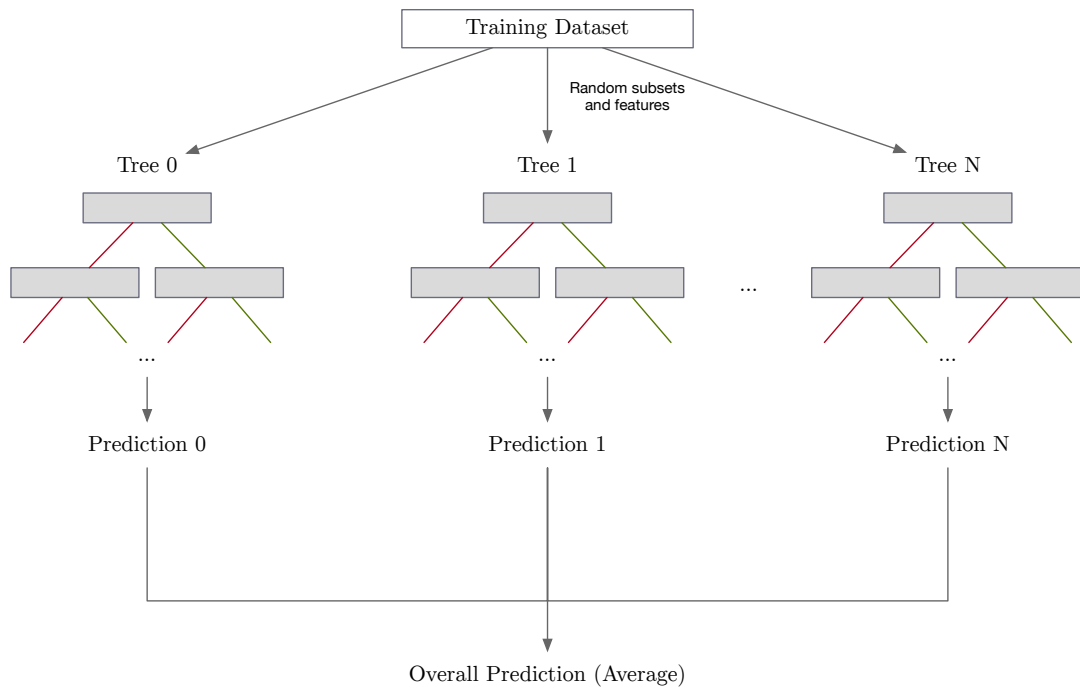 Training Dataset
Random subsets
and features
Tree 0
Tree 1
Tree N
...
...
...
...
Prediction 0
Prediction 1
Prediction N
Overall Prediction (Average)